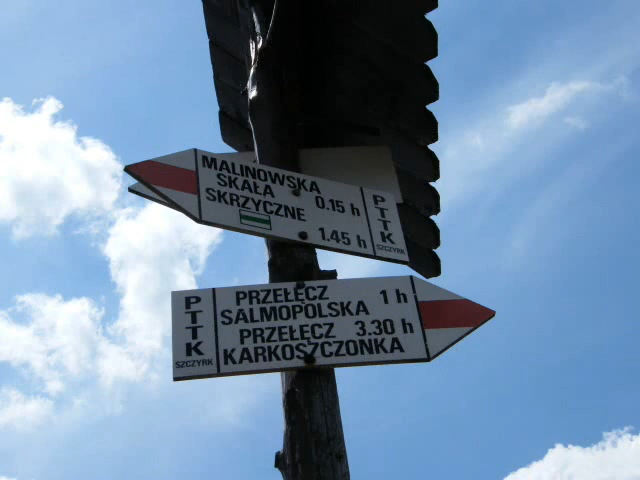 MALINOWSKA
SKAŁA 0.15 h
SKRZYCZNE
1.45 h
PTTK
SZCZYRK
PRZEŁĘCZ 1 h
SALMOPOLSKA
PRZEŁĘCZ 3.30 h
KARKOSZCZONKA
PTTK
SZCZYRK